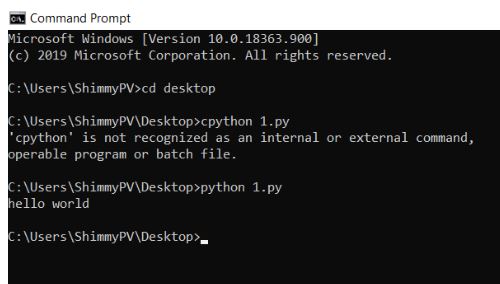 Command Prompt
Microsoft Windows [Version 10.0.18363.900]
(c) 2019 Microsoft Corporation. All rights reserved.
C:\Users\ShimmyPV>cd desktop
C:\Users\ShimmyPV\Desktop>cpython 1.py
'cpython' is not recognized as an internal or external command,
operable program or batch file.
C:\Users\ShimmyPV\Desktop>python 1.py
hello world
C:\Users\ShimmyPV\Desktop>